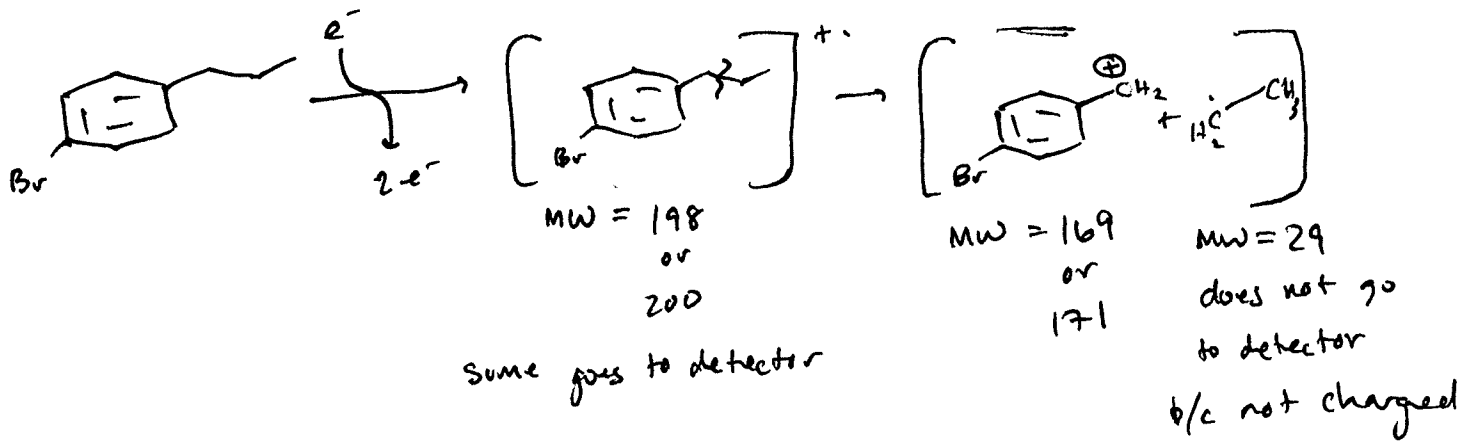 e⁻
2 e⁻
Br
Br
+·
⊕
CH₂
+
H₂C
CH₃
Br
MW = 198
or
200
some goes to detector
MW = 169
or
171
MW = 29
does not go
to detector
b/c not charged